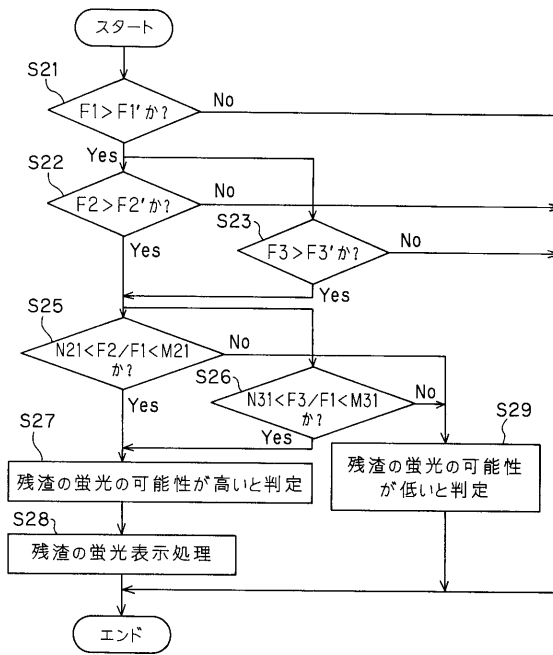 スタート
S21
F1>F1'か?
No
Yes
S22
F2>F2'か?
No
S23
F3>F3'か?
No
Yes
Yes
S25
N21<F2/F1<M21
か?
No
S26
N31<F3/F1<M31
か?
No
Yes
Yes
S27
残渣の蛍光の可能性が高いと判定
S29
残渣の蛍光の可能性
が低いと判定
S28
残渣の蛍光表示処理
エンド